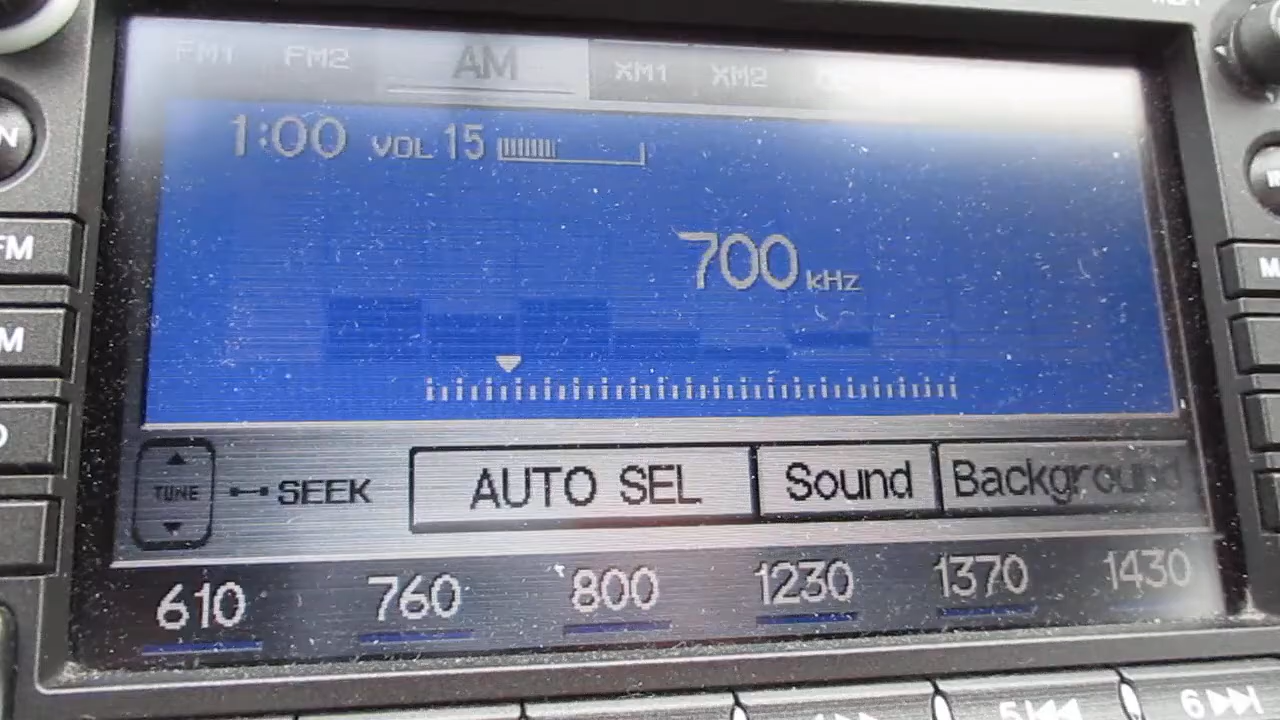 FM1 FM2 AM XM1 XM2
1:00 VOL 15
700 kHz
TUNE SEEK AUTO SEL Sound Background
610 760 800 1230 1370 1430
FM
5 6